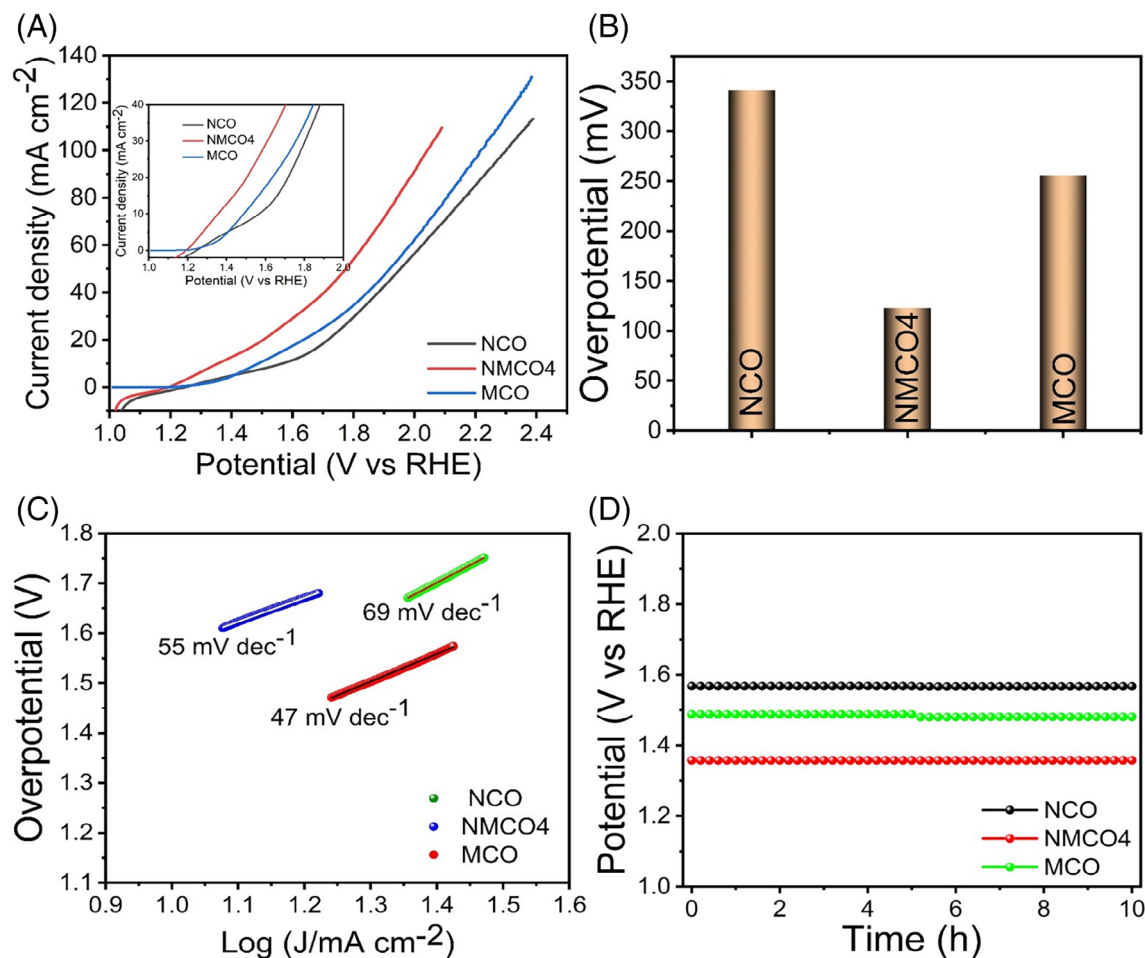 (A)
140
120
100
80
60
40
20
0
Current density (mA cm-2)
1.0 1.2 1.4 1.6 1.8 2.0 2.2 2.4
Potential (V vs RHE)
NCO
NMCO4
MCO
40
30
20
10
0
Current density (mA cm-2)
1.0 1.2 1.4 1.6 1.8 2.0
Potential (V vs RHE)
NCO
NMCO4
MCO
(B)
350
300
250
200
150
100
50
0
Overpotential (mV)
NCO
NMCO4
MCO
(C)
1.8
1.7
1.6
1.5
1.4
1.3
1.2
1.1
Overpotential (V)
55 mV dec-1
69 mV dec-1
47 mV dec-1
NCO
NMCO4
MCO
0.9 1.0 1.1 1.2 1.3 1.4 1.5 1.6
Log (J/mA cm-2)
(D)
2.0
1.8
1.6
1.4
1.2
1.0
Potential (V vs RHE)
NCO
NMCO4
MCO
0 2 4 6 8 10
Time (h)